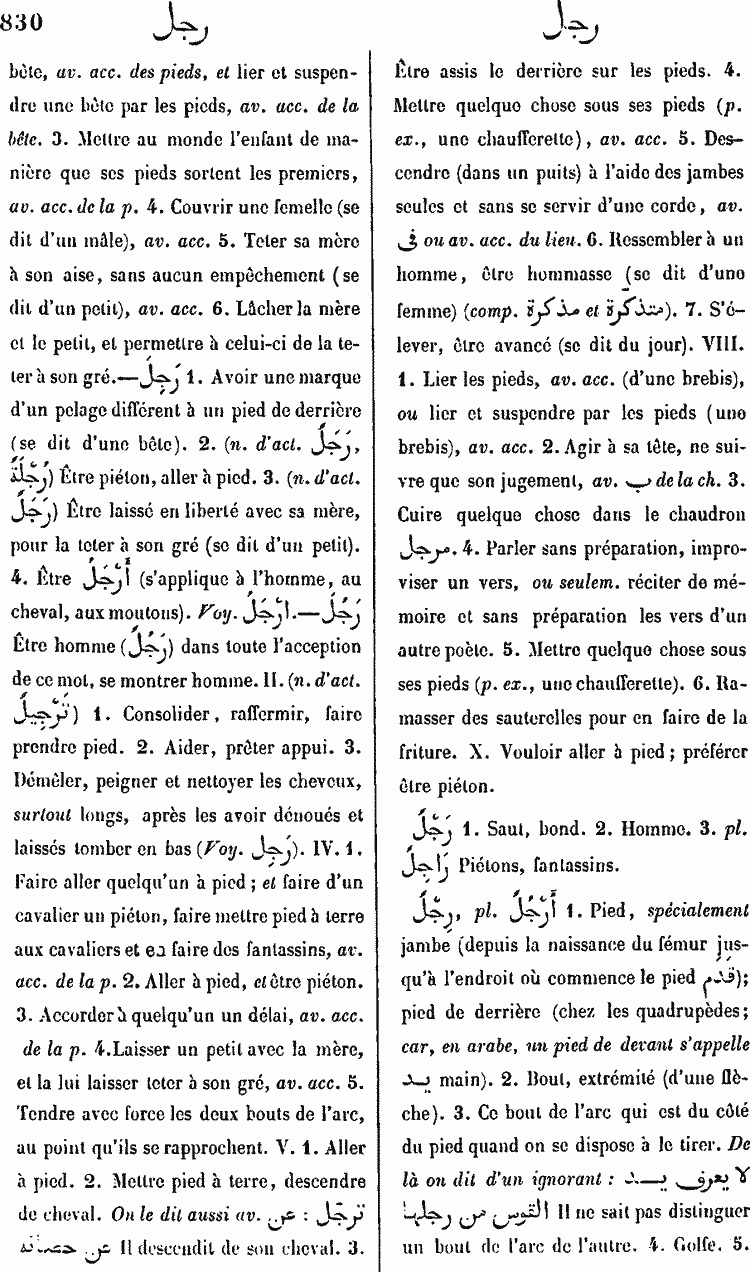 830 رجل رجل
bête, av. acc. des pieds, et lier et suspen-
dre une bête par les pieds, av. acc. de la
bête. 3. Mettre au monde l'enfant de ma-
nière que ses pieds sortent les premiers,
av. acc. de la p. 4. Couvrir une femelle (se
dit d'un mâle), av. acc. 5. Teter sa mère
à son aise, sans aucun empêchement (se
dit d'un petit), av. acc. 6. Lâcher la mère
et le petit, et permettre à celui-ci de la te-
ter à son gré.—رَجِلَ 1. Avoir une marque
d'un pelage différent à un pied de derrière
(se dit d'une bête). 2. (n. d'act. رَجَلٌ,
رُجْلَةٌ) Être piéton, aller à pied. 3. (n. d'act.
رَجَلٌ) Être laissé en liberté avec sa mère,
pour la teter à son gré (se dit d'un petit).
4. Être أَرْجَلُ (s'applique à l'homme, au
cheval, aux moutons). Voy. ارْجَلُ.—رَجُلَ
Être homme (رَجُلٌ) dans toute l'acception
de ce mot, se montrer homme. II. (n. d'act.
تَرْجِيلٌ) 1. Consolider, raffermir, faire
prendre pied. 2. Aider, prêter appui. 3.
Démêler, peigner et nettoyer les cheveux,
surtout longs, après les avoir dénoués et
laissés tomber en bas (Voy. رَجِل). IV. 1.
Faire aller quelqu'un à pied; et faire d'un
cavalier un piéton, faire mettre pied à terre
aux cavaliers et en faire des fantassins, av.
acc. de la p. 2. Aller à pied, et être piéton.
3. Accorder à quelqu'un un délai, av. acc.
de la p. 4. Laisser un petit avec la mère,
et la lui laisser teter à son gré, av. acc. 5.
Tendre avec force les deux bouts de l'arc,
au point qu'ils se rapprochent. V. 1. Aller
à pied. 2. Mettre pied à terre, descendre
de cheval. On le dit aussi av. عن : ترجّل
عن حصانه Il descendit de son cheval. 3.
Être assis le derrière sur les pieds. 4.
Mettre quelque chose sous ses pieds (p.
ex., une chaufferette), av. acc. 5. Des-
cendre (dans un puits) à l'aide des jambes
seules et sans se servir d'une corde, av.
فى ou av. acc. du lieu. 6. Ressembler à un
homme, être hommasse (se dit d'une
femme) (comp. مذكرة et متذكرة). 7. S'é-
lever, être avancé (se dit du jour). VIII.
1. Lier les pieds, av. acc. (d'une brebis),
ou lier et suspendre par les pieds (une
brebis), av. acc. 2. Agir à sa tête, ne sui-
vre que son jugement, av. ب de la ch. 3.
Cuire quelque chose dans le chaudron
مرجل. 4. Parler sans préparation, impro-
viser un vers, ou seulem. réciter de mé-
moire et sans préparation les vers d'un
autre poète. 5. Mettre quelque chose sous
ses pieds (p. ex., une chaufferette). 6. Ra-
masser des sauterelles pour en faire de la
friture. X. Vouloir aller à pied; préférer
être piéton.
رَجْلٌ 1. Saut, bond. 2. Homme. 3. pl.
رَاجِلٌ Piétons, fantassins.
رِجْلٌ, pl. أَرْجُلٌ 1. Pied, spécialement
jambe (depuis la naissance du fémur jus-
qu'à l'endroit où commence le pied قدم);
pied de derrière (chez les quadrupèdes;
car, en arabe, un pied de devant s'appelle
يد main). 2. Bout, extrémité (d'une flè-
che). 3. Ce bout de l'arc qui est du côté
du pied quand on se dispose à le tirer. De
là on dit d'un ignorant : لا يعرف يد
القوس من رجلها Il ne sait pas distinguer
un bout de l'arc de l'autre. 4. Golfe. 5.